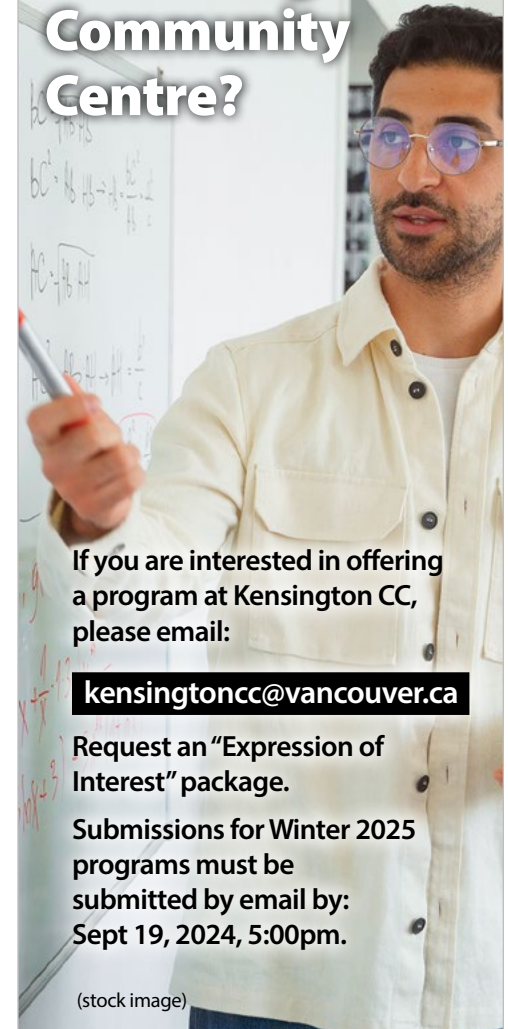 Community
Centre?
If you are interested in offering
a program at Kensington CC,
please email:
kensingtoncc@vancouver.ca
Request an “Expression of
Interest” package.
Submissions for Winter 2025
programs must be
submitted by email by:
Sept 19, 2024, 5:00pm.
(stock image)